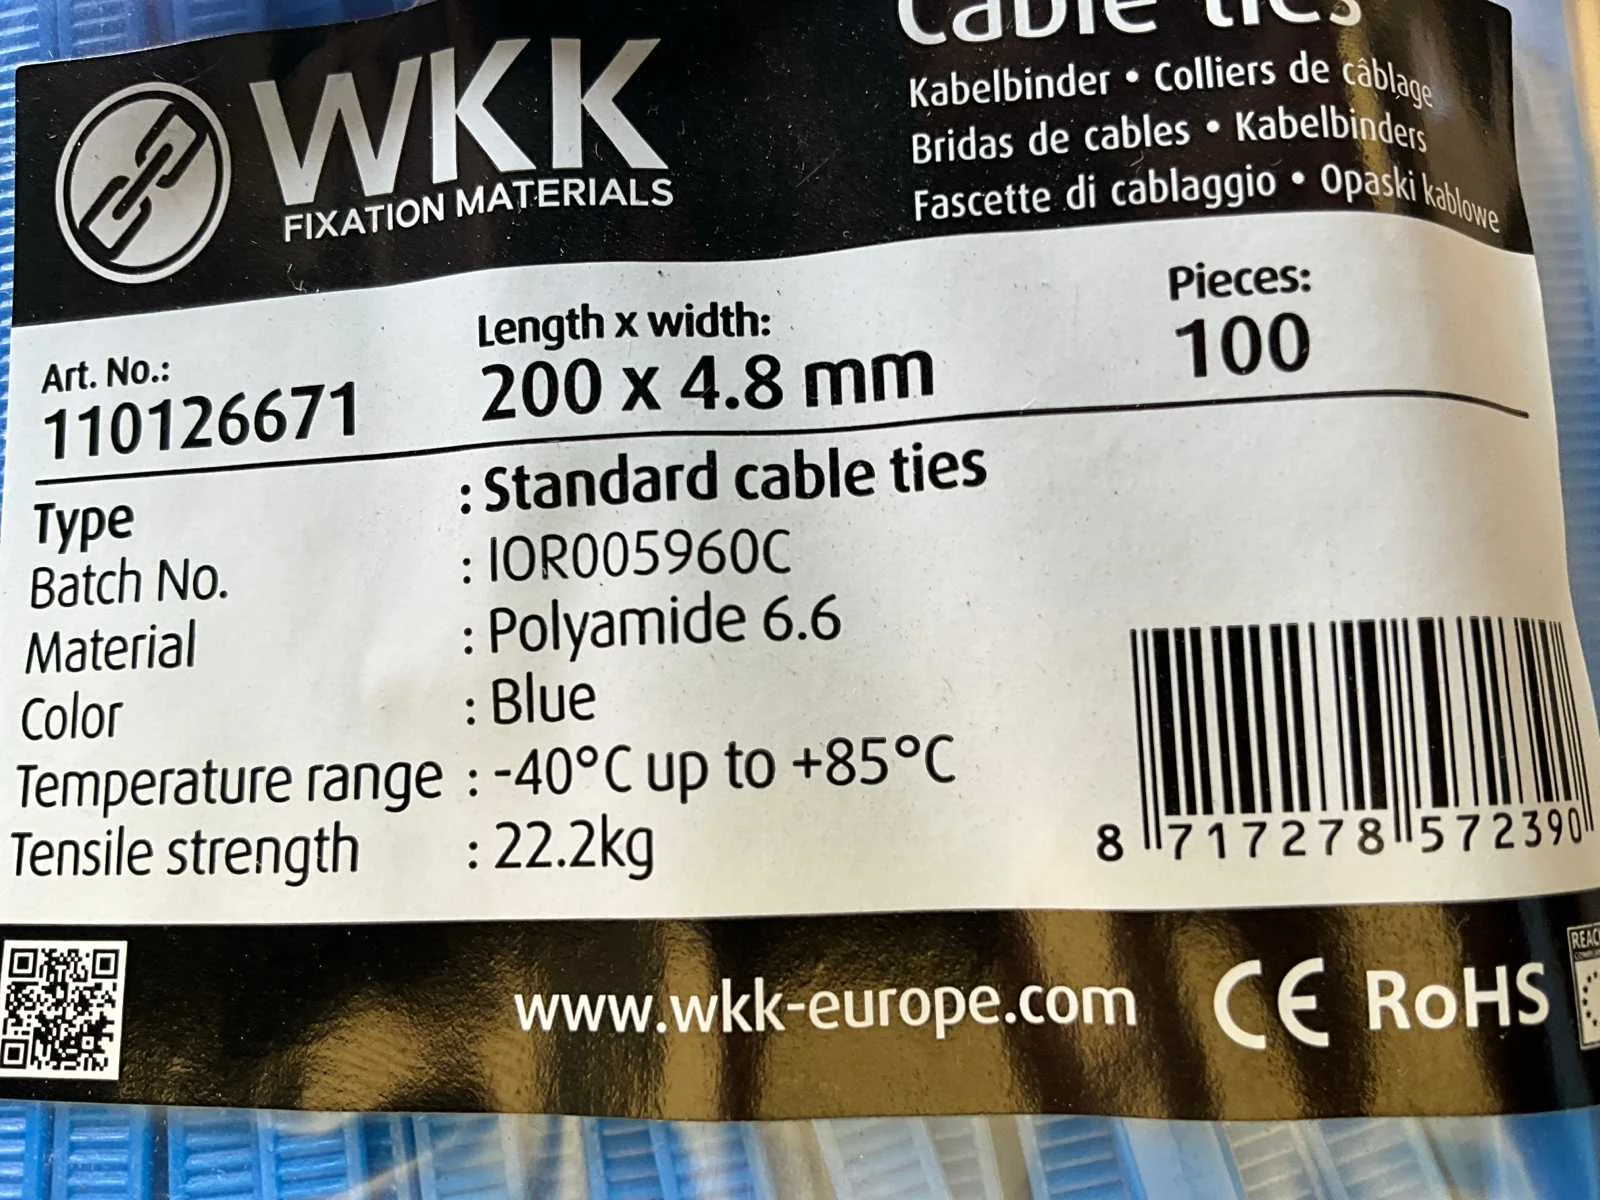 Cable ties
WKK
FIXATION MATERIALS
Kabelbinder • Colliers de câblage
Bridas de cables • Kabelbinders
Fascette di cablaggio • Opaski kablowe
Art. No.:
110126671
Length x width:
200 x 4.8 mm
Pieces:
100
Type : Standard cable ties
Batch No. : IOR005960C
Material : Polyamide 6.6
Color : Blue
Temperature range : -40°C up to +85°C
Tensile strength : 22.2kg
8 717278 572390
www.wkk-europe.com CE RoHS